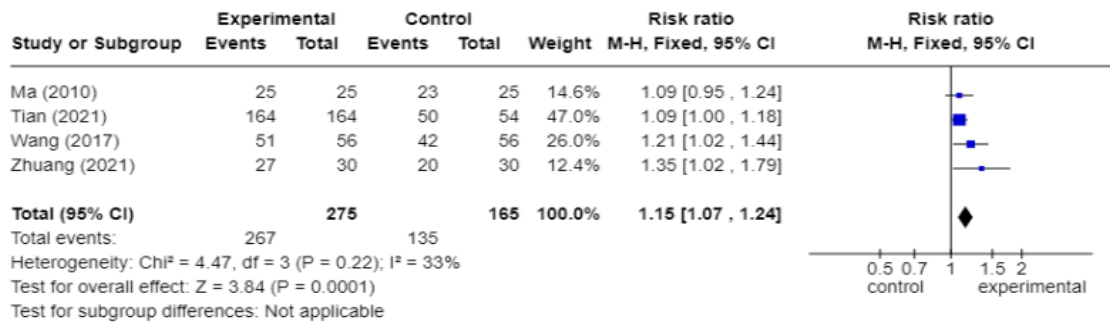 Experimental Control Risk ratio Risk ratio
Study or Subgroup Events Total Events Total Weight M-H, Fixed, 95% CI M-H, Fixed, 95% CI
Ma (2010) 25 25 23 25 14.6% 1.09 [0.95 , 1.24]
Tian (2021) 164 164 50 54 47.0% 1.09 [1.00 , 1.18]
Wang (2017) 51 56 42 56 26.0% 1.21 [1.02 , 1.44]
Zhuang (2021) 27 30 20 30 12.4% 1.35 [1.02 , 1.79]
Total (95% CI) 275 165 100.0% 1.15 [1.07 , 1.24]
Total events: 267 135
Heterogeneity: Chi² = 4.47, df = 3 (P = 0.22); I² = 33%
Test for overall effect: Z = 3.84 (P = 0.0001)
Test for subgroup differences: Not applicable
0.5 0.7 1 1.5 2
control experimental